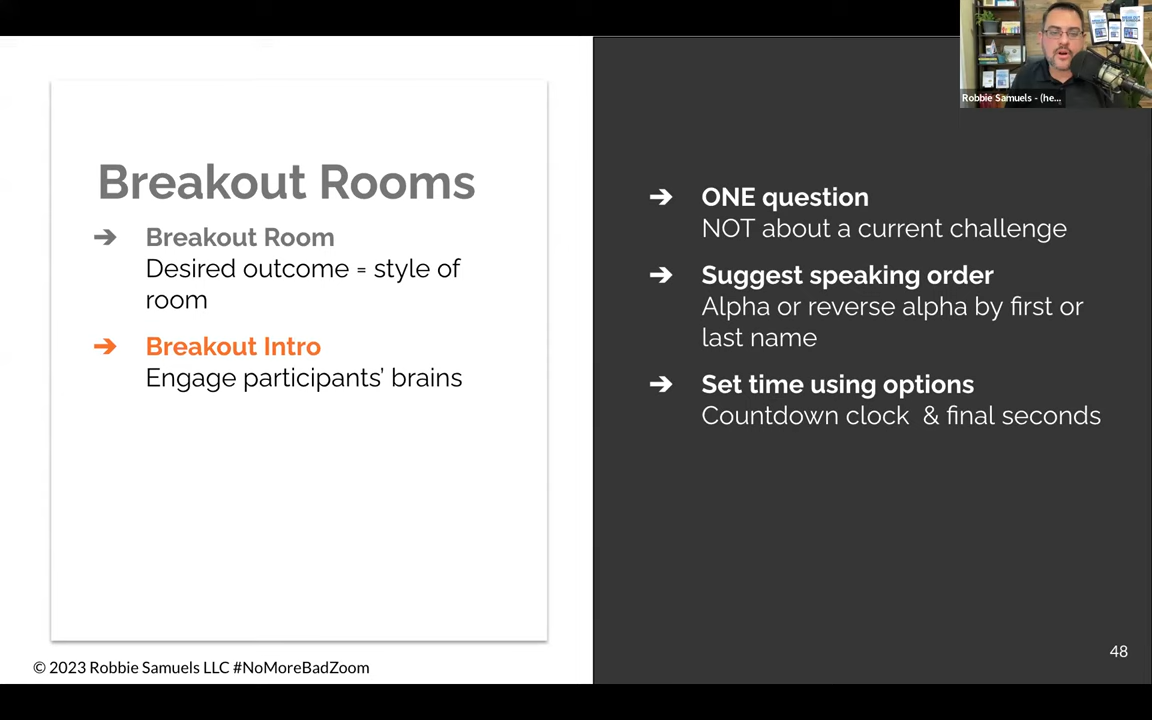 Robbie Samuels - (he...
Breakout Rooms
➔ Breakout Room
Desired outcome = style of
room
➔ Breakout Intro
Engage participants’ brains
➔ ONE question
NOT about a current challenge
➔ Suggest speaking order
Alpha or reverse alpha by first or
last name
➔ Set time using options
Countdown clock & final seconds
48
© 2023 Robbie Samuels LLC #NoMoreBadZoom